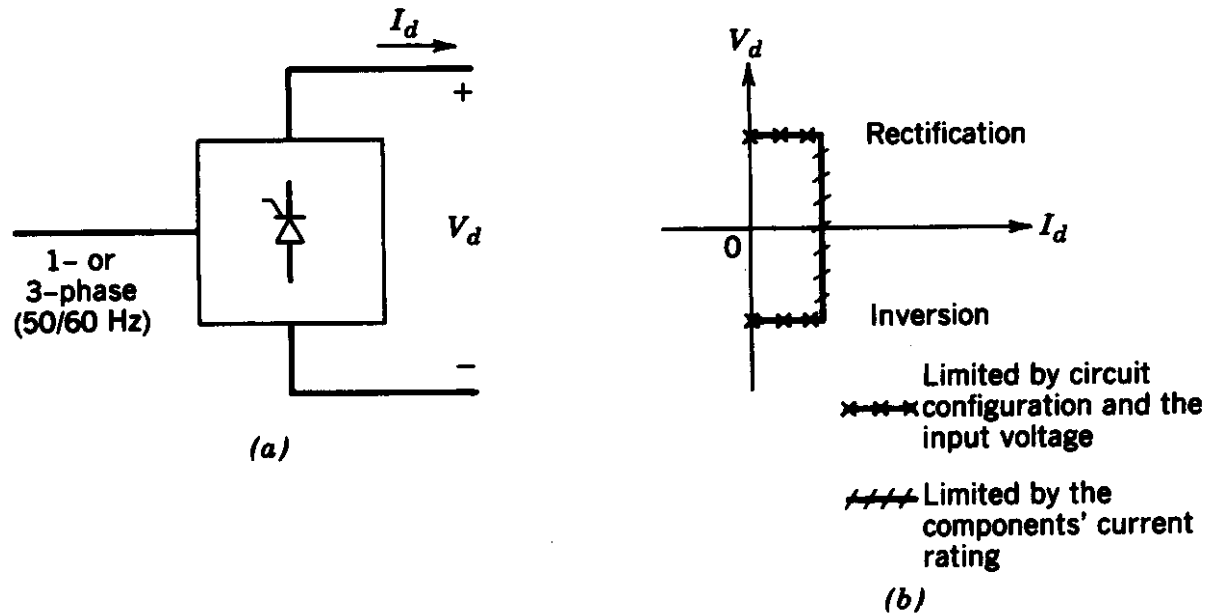 I_d
+
V_d
1- or
3-phase
(50/60 Hz)
-
(a)
V_d
Rectification
0
I_d
Inversion
Limited by circuit
configuration and the
input voltage
Limited by the
components' current
rating
(b)